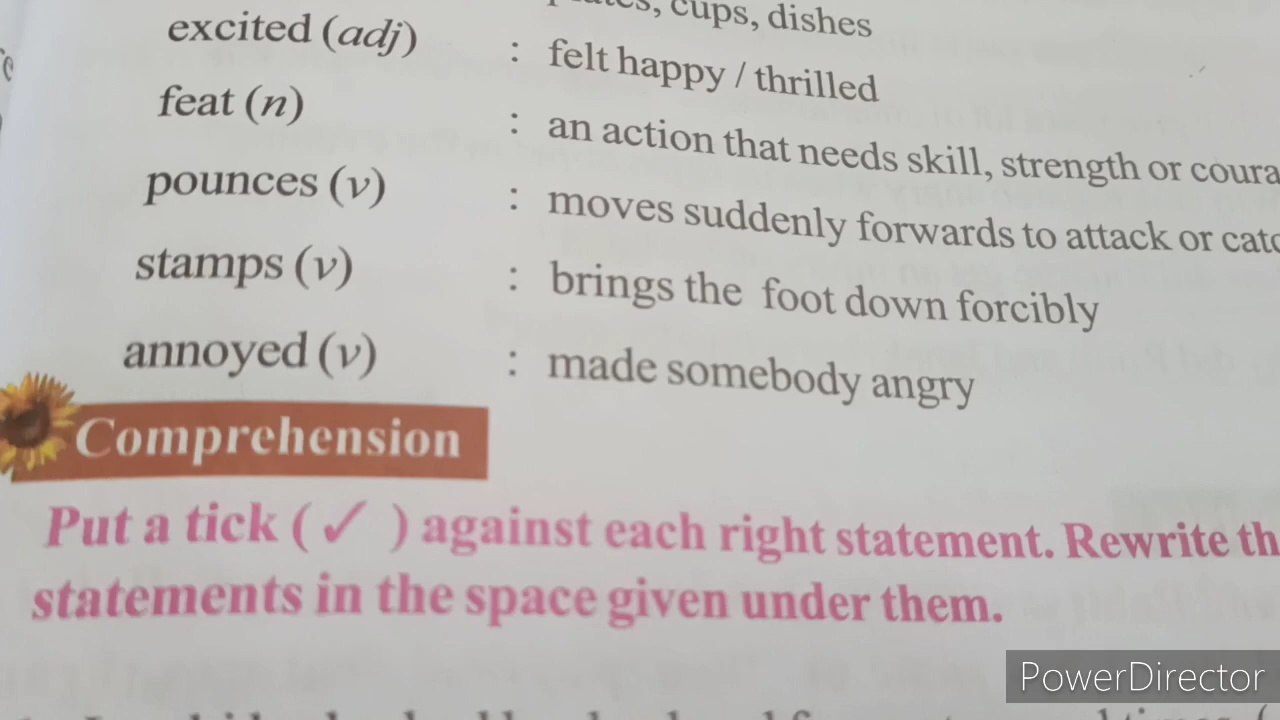 cups, dishes
excited (adj) : felt happy / thrilled
feat (n) : an action that needs skill, strength or coura
pounces (v) : moves suddenly forwards to attack or catc
stamps (v) : brings the foot down forcibly
annoyed (v) : made somebody angry
Comprehension
Put a tick ( ✓ ) against each right statement. Rewrite th
statements in the space given under them.
PowerDirector